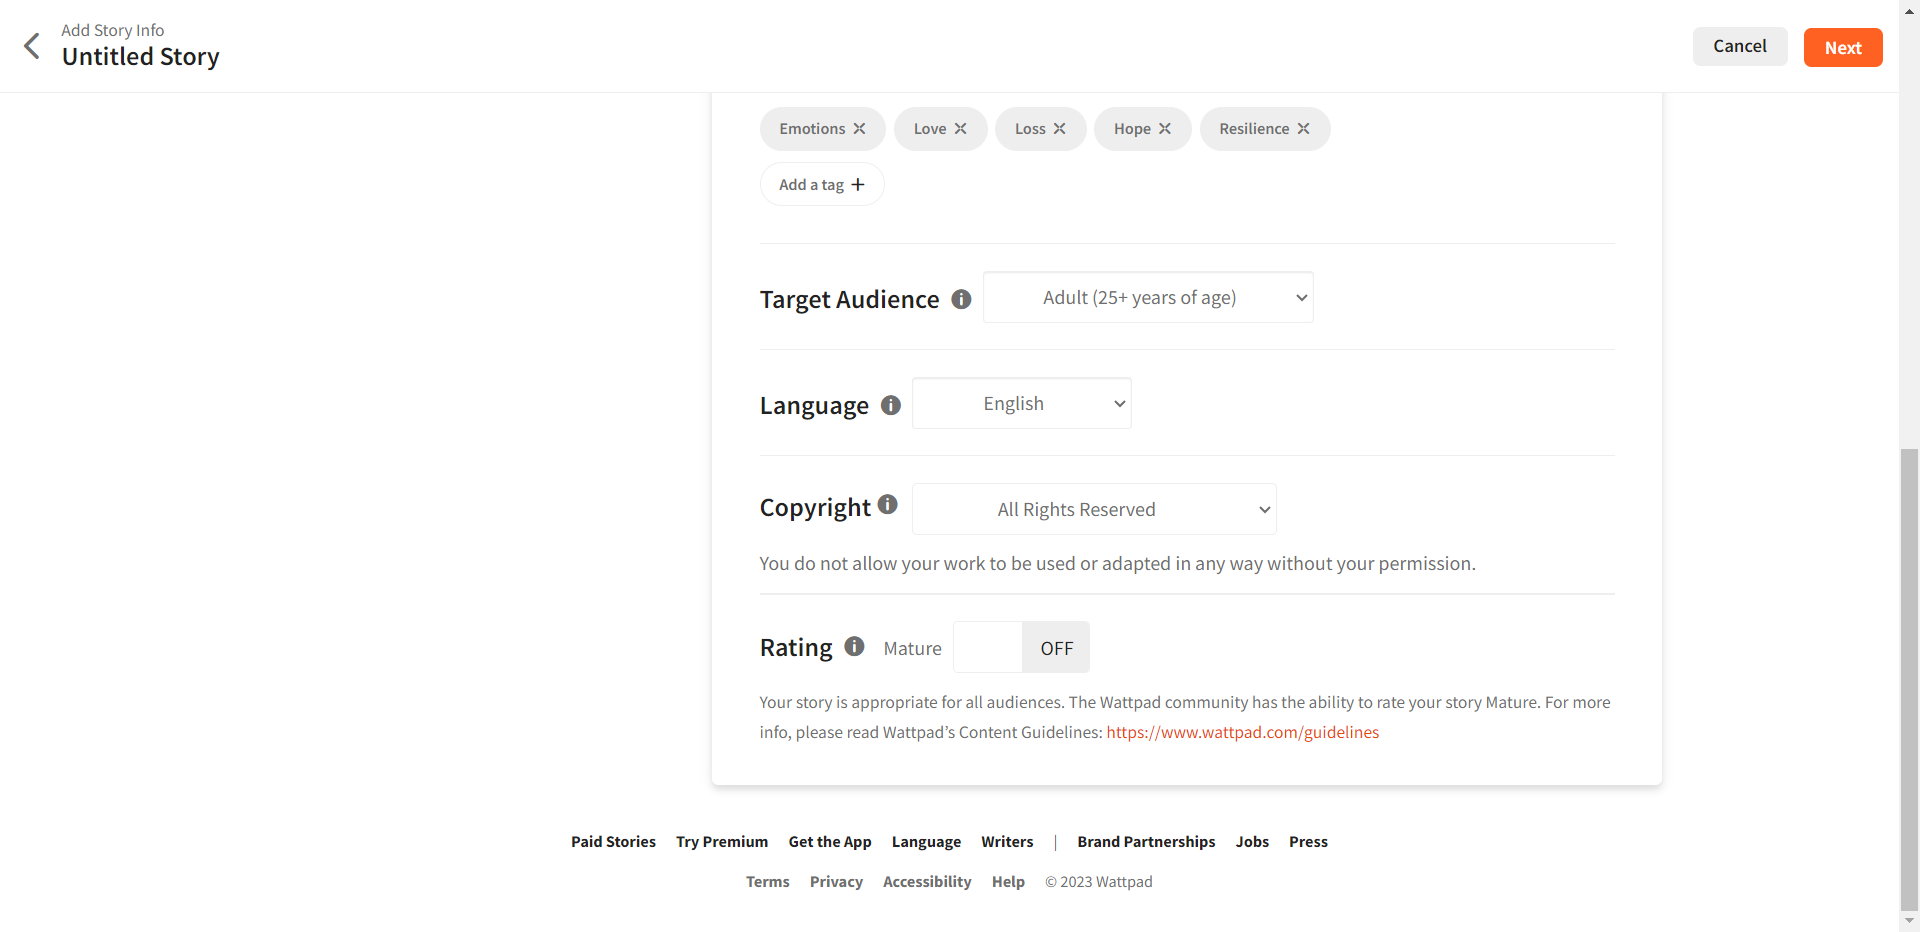 Add Story Info
Untitled Story
Cancel
Next
Emotions Love Loss Hope Resilience
Add a tag +
Target Audience Adult (25+ years of age)
Language English
Copyright All Rights Reserved
You do not allow your work to be used or adapted in any way without your permission.
Rating Mature OFF
Your story is appropriate for all audiences. The Wattpad community has the ability to rate your story Mature. For more
info, please read Wattpad’s Content Guidelines: https://www.wattpad.com/guidelines
Paid Stories Try Premium Get the App Language Writers | Brand Partnerships Jobs Press
Terms Privacy Accessibility Help © 2023 Wattpad